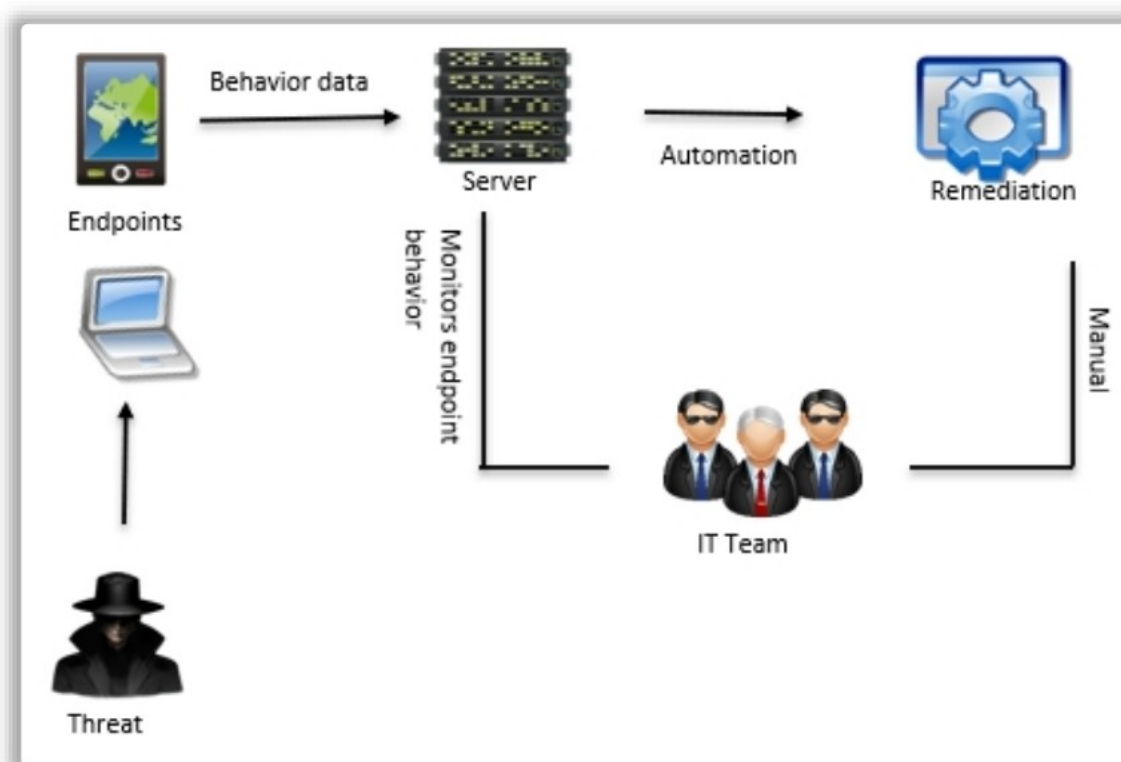 Behavior data
Endpoints
Server
Automation
Remediation
Monitors endpoint
behavior
Manual
IT Team
Threat